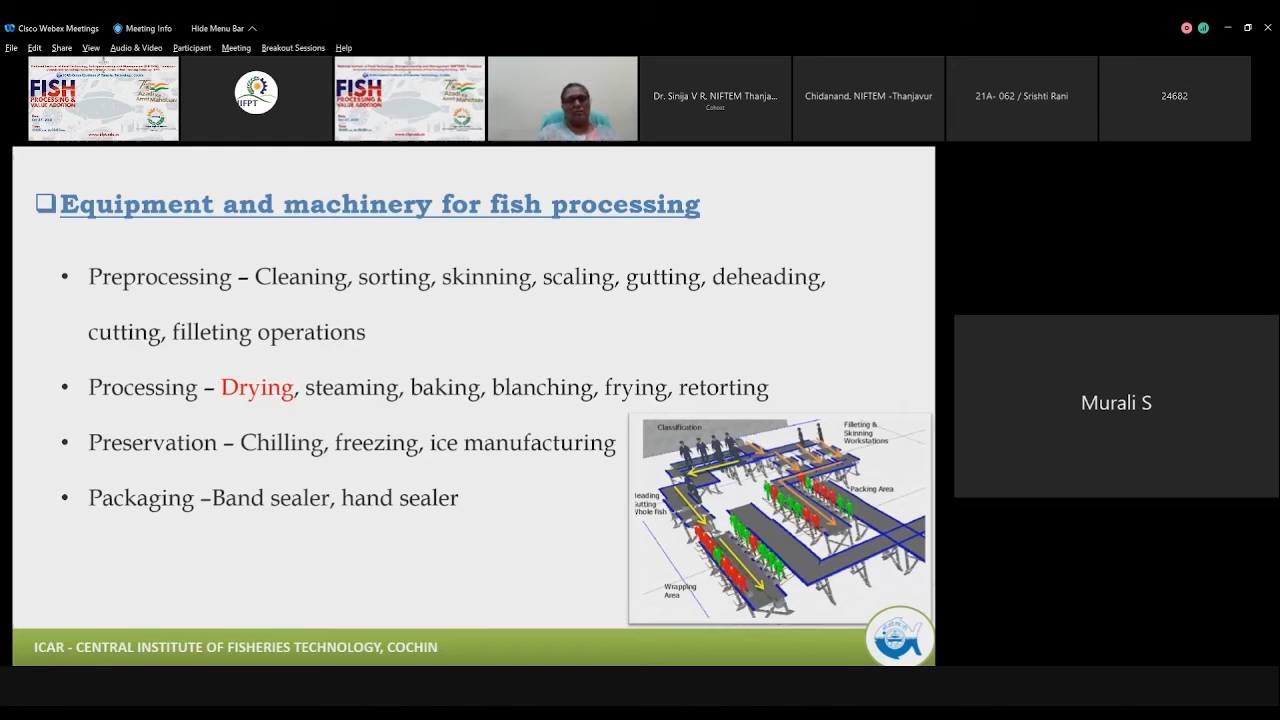 Cisco Webex Meetings
Meeting Info
Hide Menu Bar
File Edit Share View Audio & Video Participant Meeting Breakout Sessions Help
FISH
PROCESSING &
VALUE ADDITION
IIFPT
FISH
PROCESSING &
VALUE ADDITION
Dr. Sinija V R, NIFTEM Thanja...
Cohost
Chidanand, NIFTEM -Thanjavur
21A- 062 / Srishti Rani
24682
❑Equipment and machinery for fish processing
• Preprocessing – Cleaning, sorting, skinning, scaling, gutting, deheading,
cutting, filleting operations
• Processing – Drying, steaming, baking, blanching, frying, retorting
• Preservation – Chilling, freezing, ice manufacturing
• Packaging –Band sealer, hand sealer
Classification
Filleting &
Skinning
Workstations
Packing Area
Wrapping
Area
Whole fish
ICAR - CENTRAL INSTITUTE OF FISHERIES TECHNOLOGY, COCHIN
Murali S